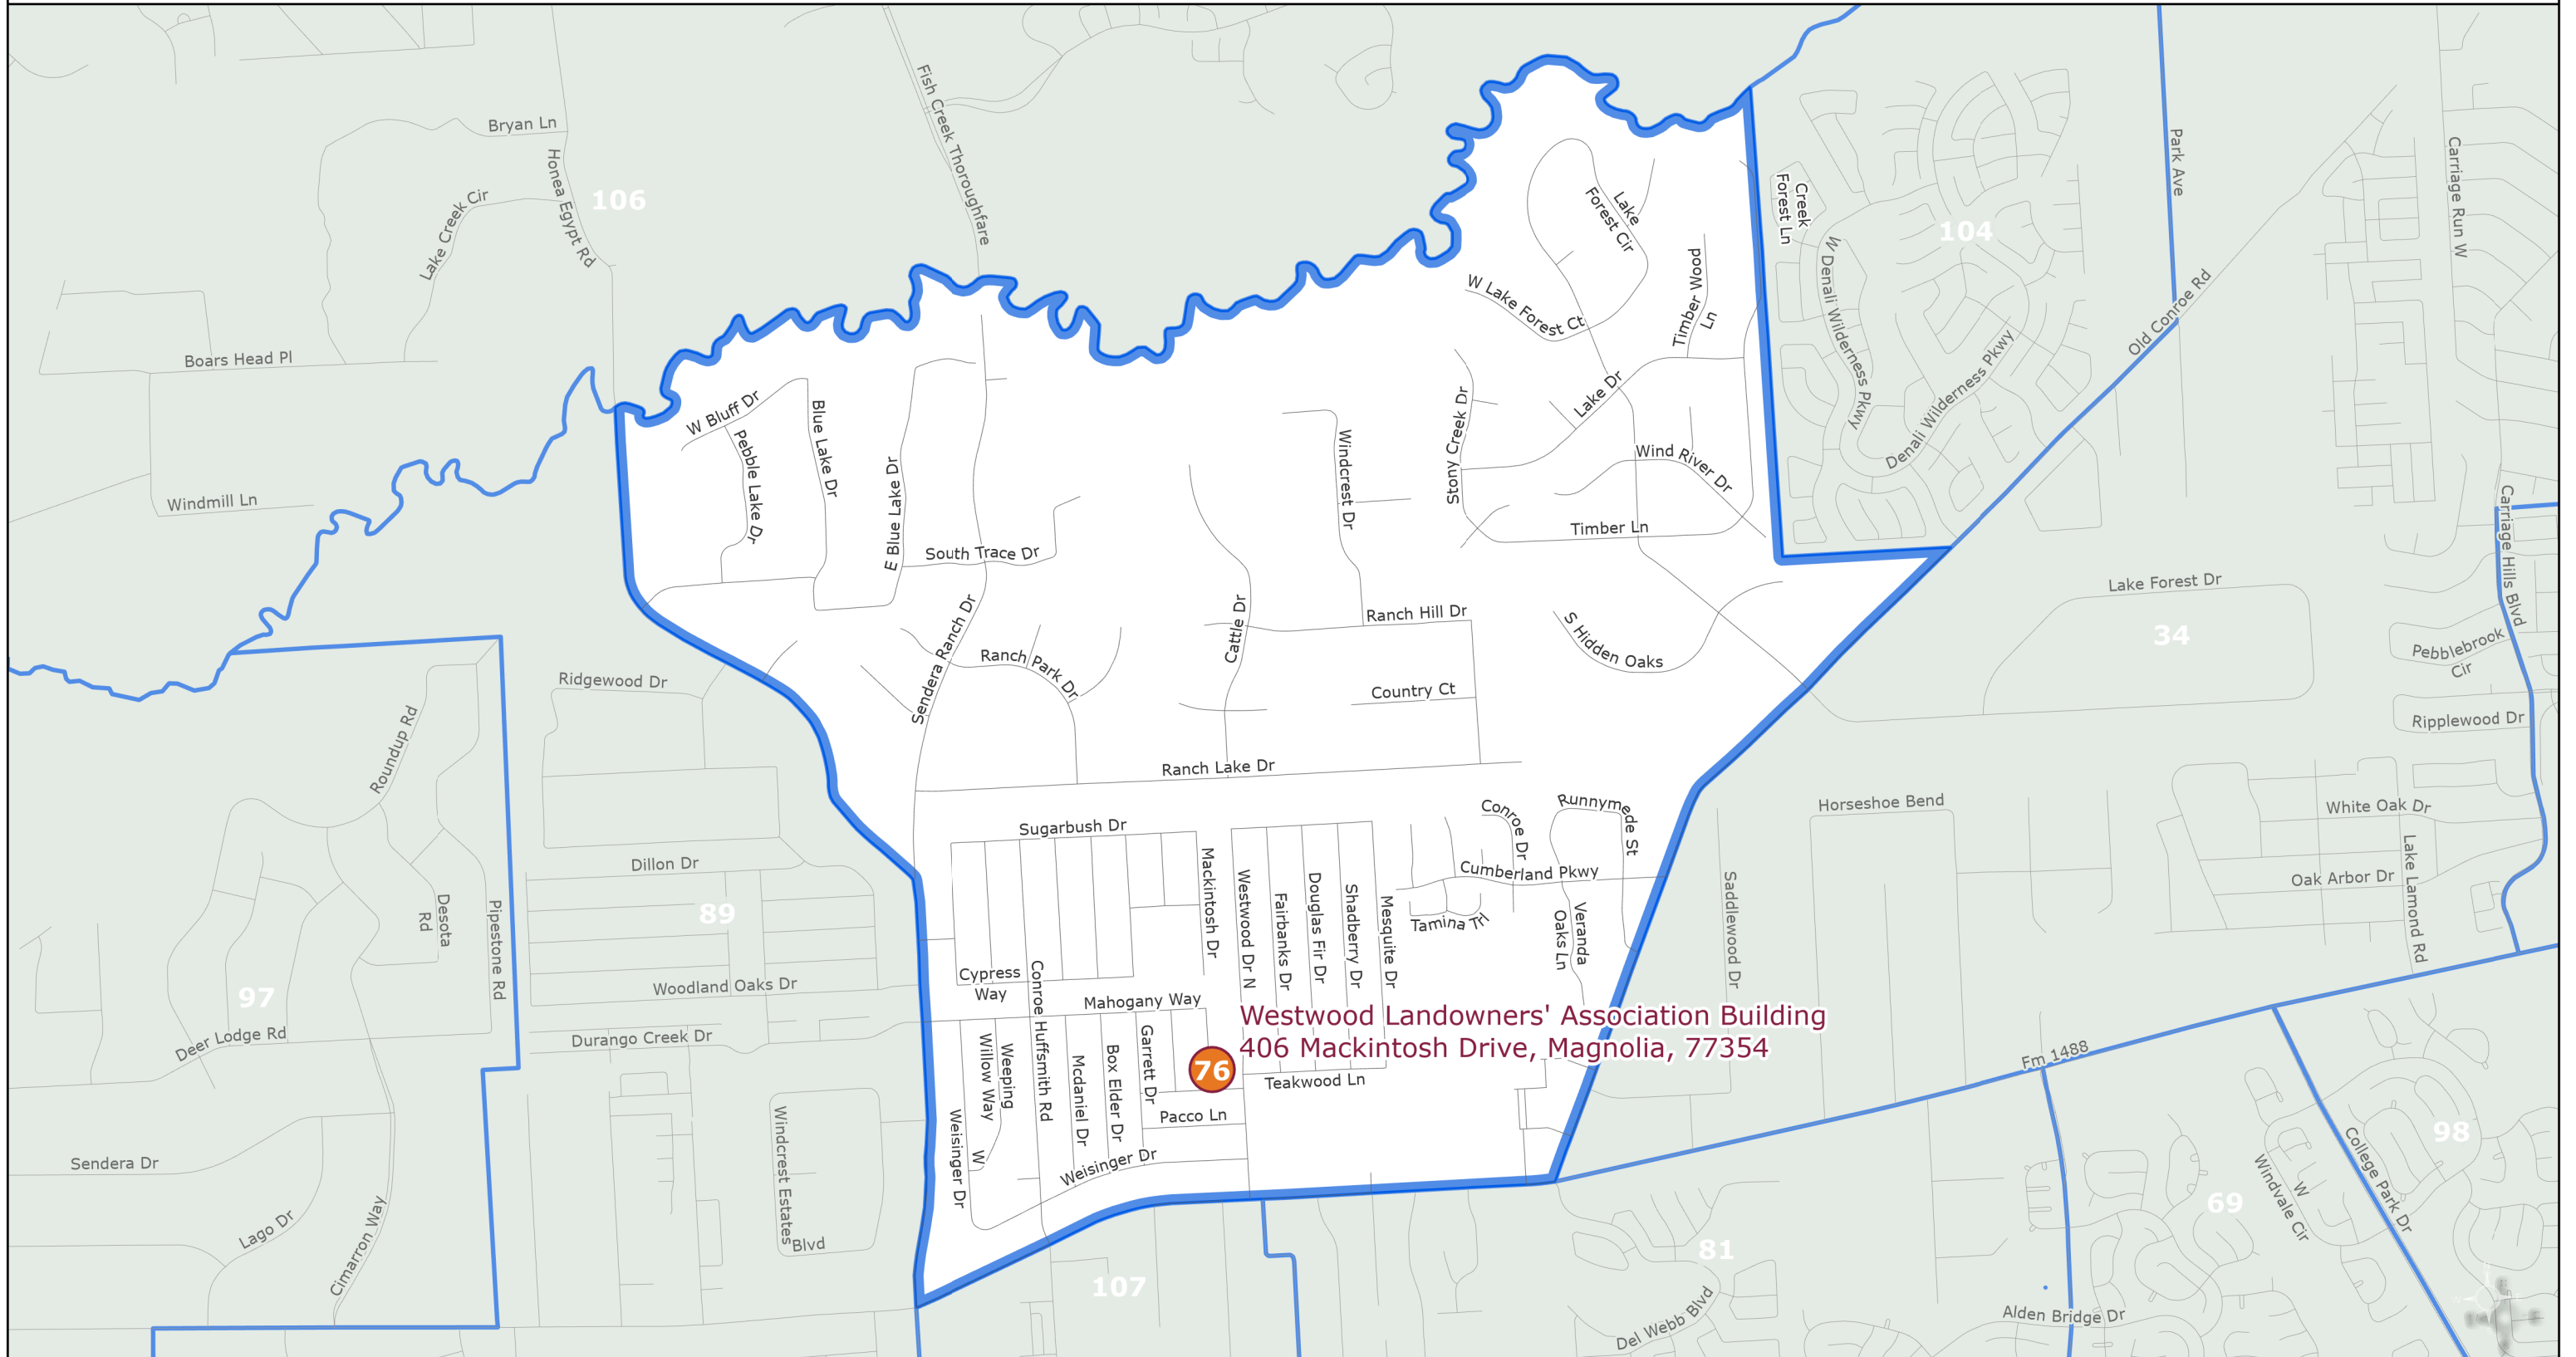 Fish Creek Thoroughfare
Bryan Ln
Honea Egypt Rd
106
Lake Creek Cir
Boars Head Pl
Windmill Ln
Park Ave
Carriage Run W
104
Creek
Forest Ln
W Denali Wilderness Pkwy
Denali Wilderness Pkwy
Old Conroe Rd
Lake
Forest Cir
Timber Wood
Ln
W Lake Forest Ct
Lake Dr
Stony Creek Dr
Wind River Dr
Timber Ln
W Bluff Dr
Pebble Lake Dr
Blue Lake Dr
E Blue Lake Dr
South Trace Dr
Windcrest Dr
Cattle Dr
Ranch Hill Dr
S Hidden Oaks
Sendera Ranch Dr
Ranch Park Dr
Country Ct
Ranch Lake Dr
Carriage Hills Blvd
Lake Forest Dr
34
Pebblebrook
Cir
Ripplewood Dr
Ridgewood Dr
Roundup Rd
Horseshoe Bend
White Oak Dr
Oak Arbor Dr
Lake Lamond Rd
Saddlewood Dr
Dillon Dr
89
Desota
Rd
Pipestone Rd
97
Deer Lodge Rd
Woodland Oaks Dr
Durango Creek Dr
Sugarbush Dr
Mackintosh Dr
Westwood Dr N
Fairbanks Dr
Douglas Fir Dr
Shadberry Dr
Mesquite Dr
Conroe Dr
Runnymede St
Cumberland Pkwy
Tamina Trl
Veranda
Oaks Ln
Cypress
Way
Conroe Huffsmith Rd
Mahogany Way
Westwood Landowners' Association Building
406 Mackintosh Drive, Magnolia, 77354
76
Teakwood Ln
Weeping
Willow Way
W
Mcdaniel Dr
Box Elder Dr
Garrett Dr
Pacco Ln
Weisinger Dr
Weisinger Dr
Fm 1488
Sendera Dr
Lago Dr
Cimarron Way
Windcrest Estates
Blvd
107
81
Del Webb Blvd
69
98
W
Windvale Cir
College Park Dr
Alden Bridge Dr